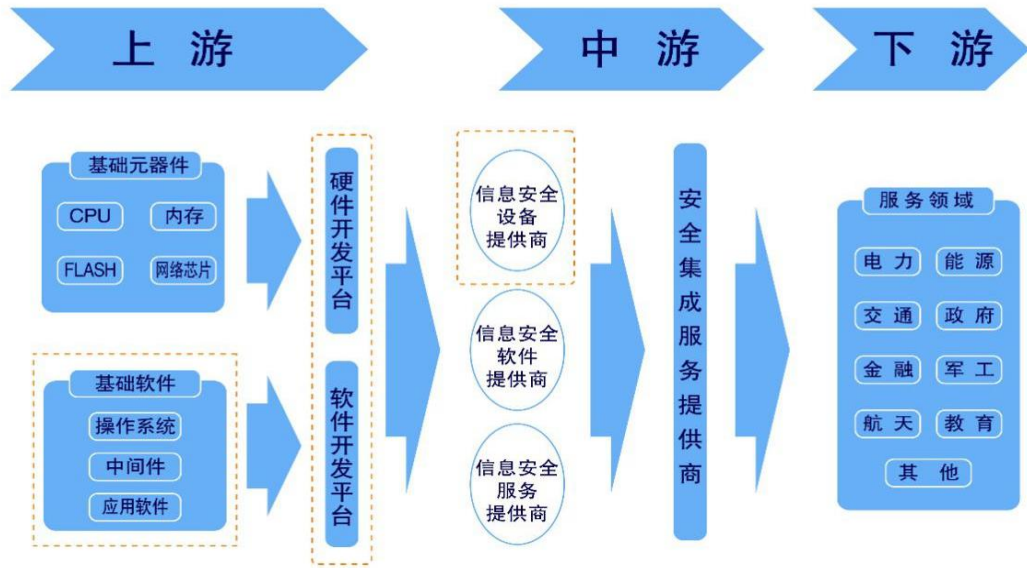 上游
中游
下游
基础元器件
CPU
内存
FLASH
网络芯片
基础软件
操作系统
中间件
应用软件
硬件开发平台
软件开发平台
信息安全
设备
提供商
信息安全
软件
提供商
信息安全
服务
提供商
安全集成服务提供商
服务领域
电力
能源
交通
政府
金融
军工
航天
教育
其他